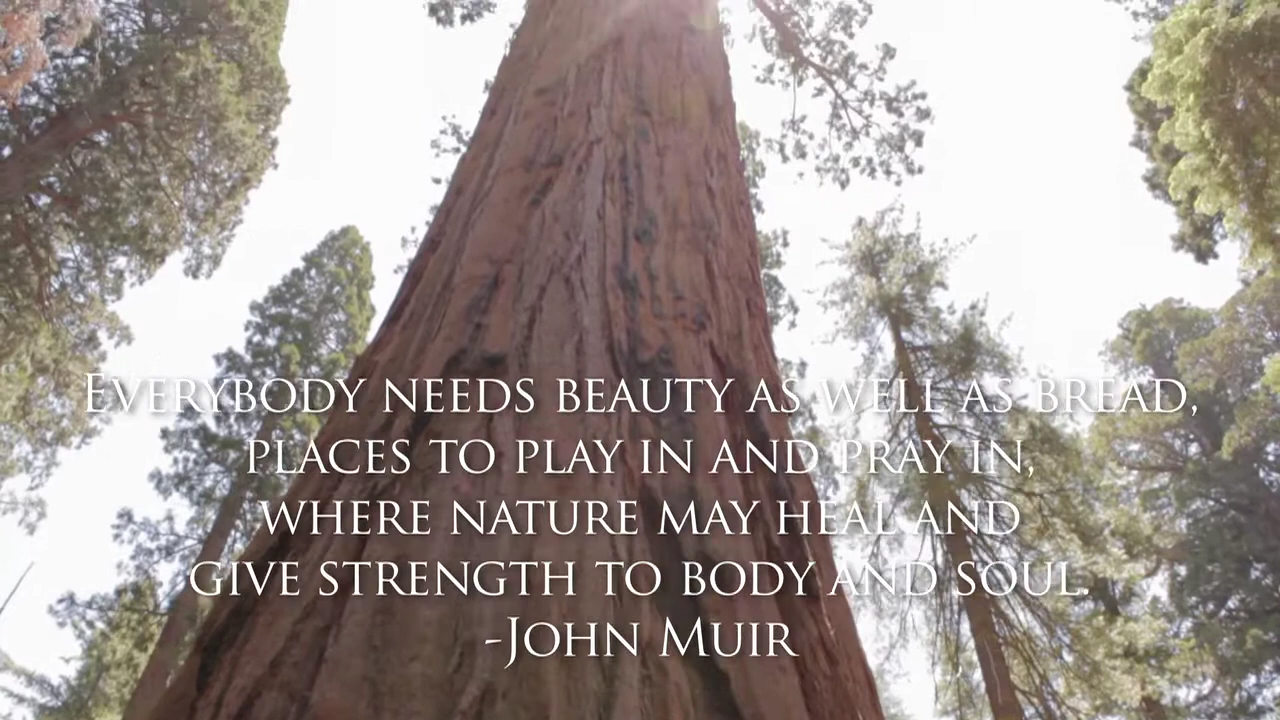 Everybody needs beauty as well as bread,
places to play in and pray in,
where nature may heal and
give strength to body and soul.
-John Muir